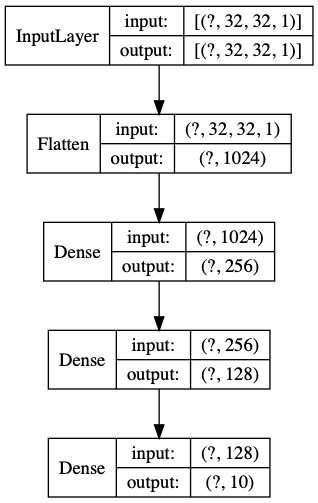 InputLayer
input: [(?, 32, 32, 1)]
output: [(?, 32, 32, 1)]
Flatten
input: (?, 32, 32, 1)
output: (?, 1024)
Dense
input: (?, 1024)
output: (?, 256)
Dense
input: (?, 256)
output: (?, 128)
Dense
input: (?, 128)
output: (?, 10)